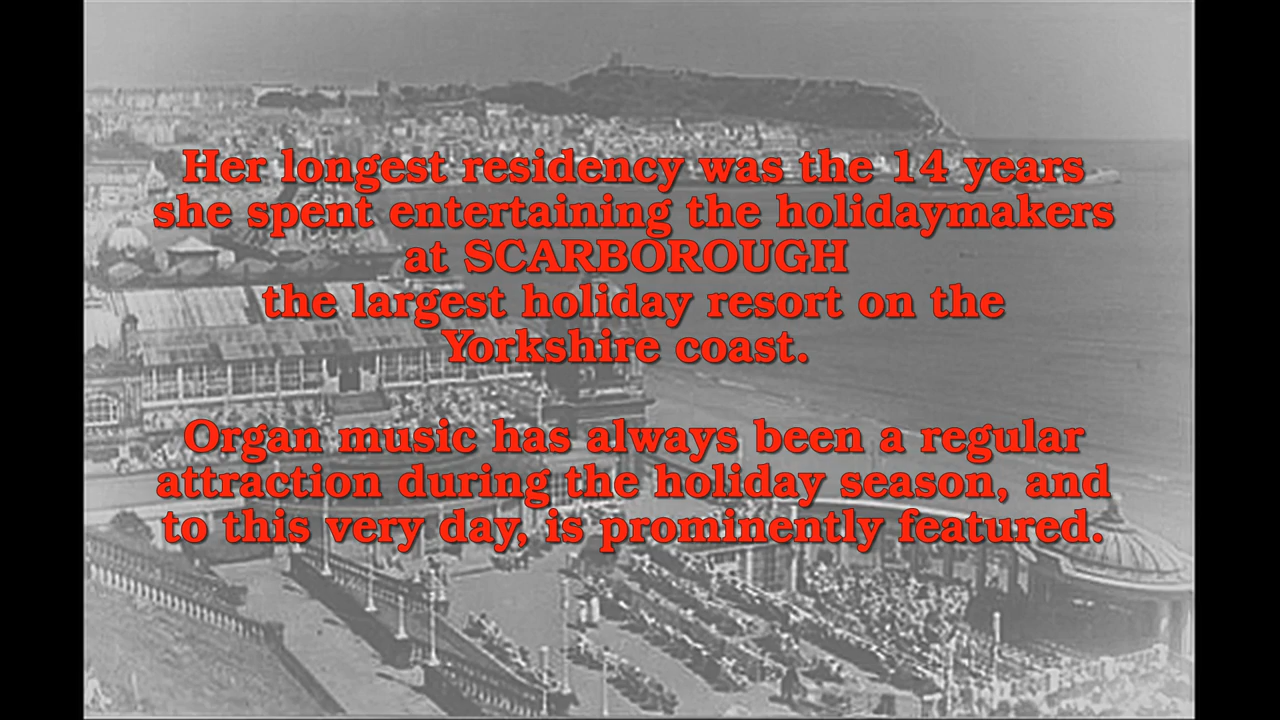 Her longest residency was the 14 years
she spent entertaining the holidaymakers
at SCARBOROUGH
the largest holiday resort on the
Yorkshire coast.
Organ music has always been a regular
attraction during the holiday season, and
to this very day, is prominently featured.